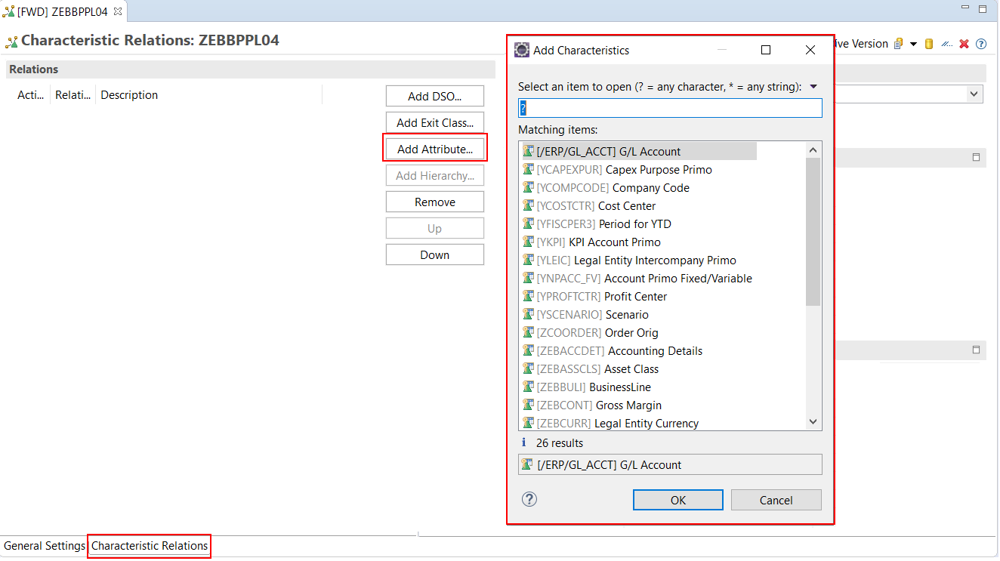 [FWD] ZEBBPPL04
Characteristic Relations: ZEBBPPL04
ive Version
Relations
Acti...
Relati...
Description
Add DSO...
Add Exit Class...
Add Attribute...
Add Hierarchy...
Remove
Up
Down
Add Characteristics
Select an item to open (? = any character, * = any string):
?
Matching items:
[/ERP/GL_ACCT] G/L Account
[YCAPEXPUR] Capex Purpose Primo
[YCOMPCODE] Company Code
[YCOSTCTR] Cost Center
[YFISCPER3] Period for YTD
[YKPI] KPI Account Primo
[YLEIC] Legal Entity Intercompany Primo
[YNPACC_FV] Account Primo Fixed/Variable
[YPROFTCTR] Profit Center
[YSCENARIO] Scenario
[ZCOORDER] Order Orig
[ZEBACCDET] Accounting Details
[ZEBASSCLS] Asset Class
[ZEBBULI] BusinessLine
[ZEBCONT] Gross Margin
[ZEBCURR] Legal Entity Currency
26 results
[/ERP/GL_ACCT] G/L Account
OK
Cancel
General Settings
Characteristic Relations